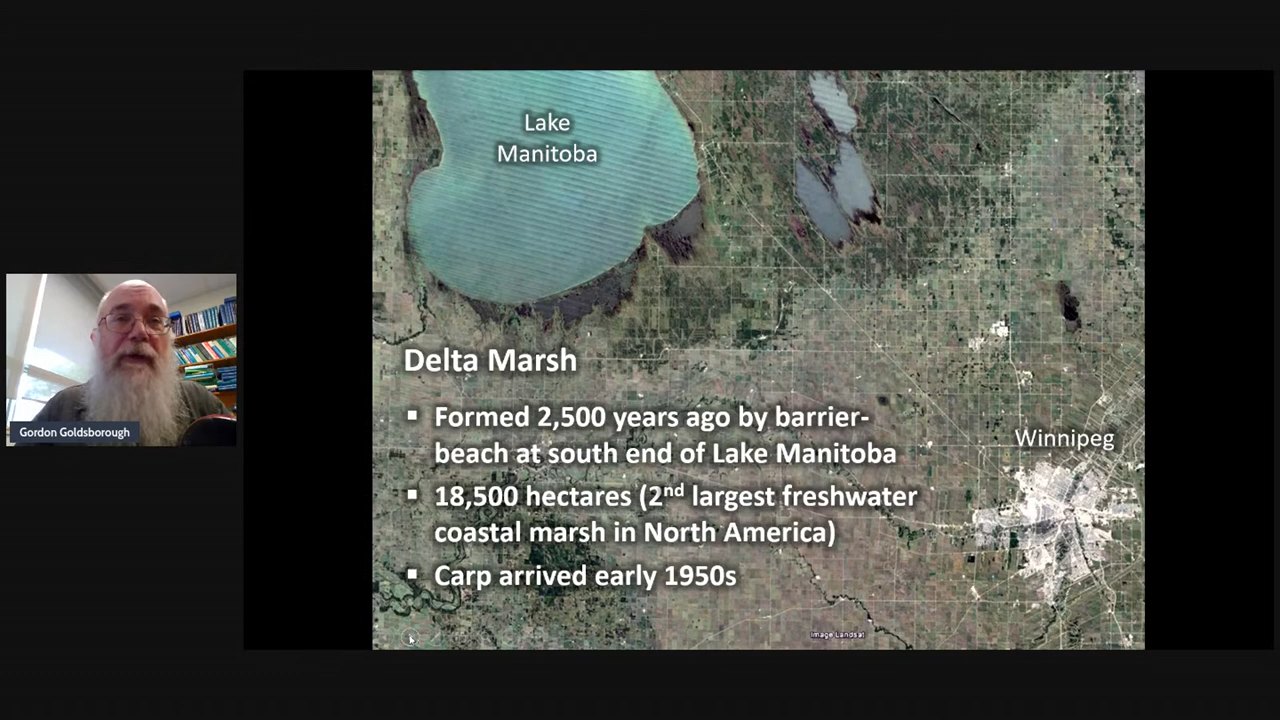 Lake
Manitoba
Delta Marsh
▪ Formed 2,500 years ago by barrier-
beach at south end of Lake Manitoba
▪ 18,500 hectares (2nd largest freshwater
coastal marsh in North America)
▪ Carp arrived early 1950s
Winnipeg
Image Landsat
Gordon Goldsborough